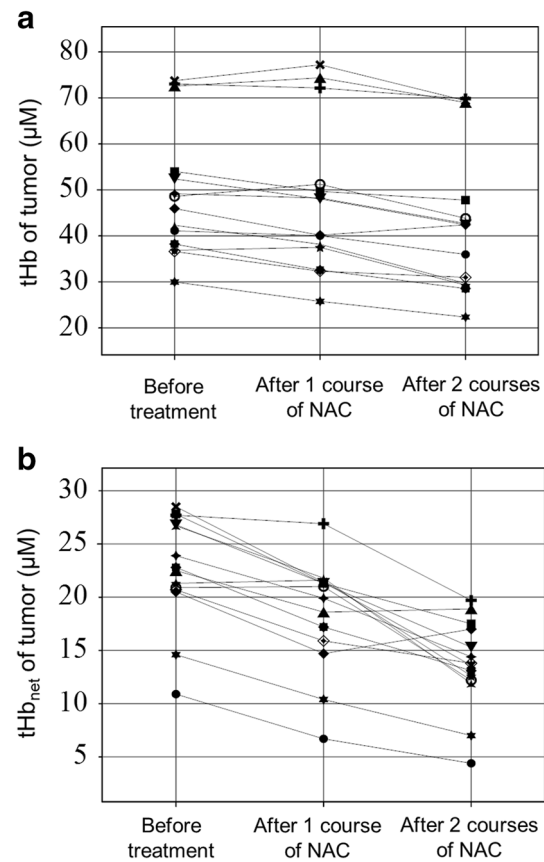 a
80
70
60
50
40
30
20
tHb of tumor (µM)
Before
treatment
After 1 course
of NAC
After 2 courses
of NAC
b
30
25
20
15
10
5
tHbnet of tumor (µM)
Before
treatment
After 1 course
of NAC
After 2 courses
of NAC